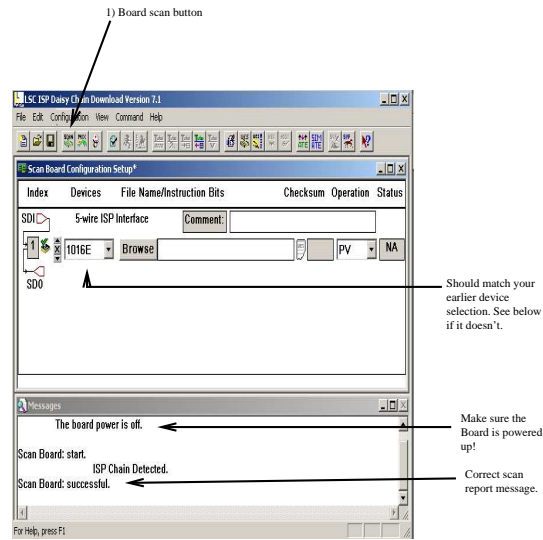 1) Board scan button
LSC ISP Daisy Chain Download Version 7.1
File Edit Configuration View Command Help
Scan Board Configuration Setup*
Index Devices File Name/Instruction Bits Checksum Operation Status
SDI 5-wire ISP Interface Comment:
1 1016E Browse PV NA
SDO
Should match your
earlier device
selection. See below
if it doesn't.
Messages
The board power is off.
Make sure the
Board is powered
up!
Scan Board: start.
ISP Chain Detected.
Scan Board: successful.
Correct scan
report message.
For Help, press F1